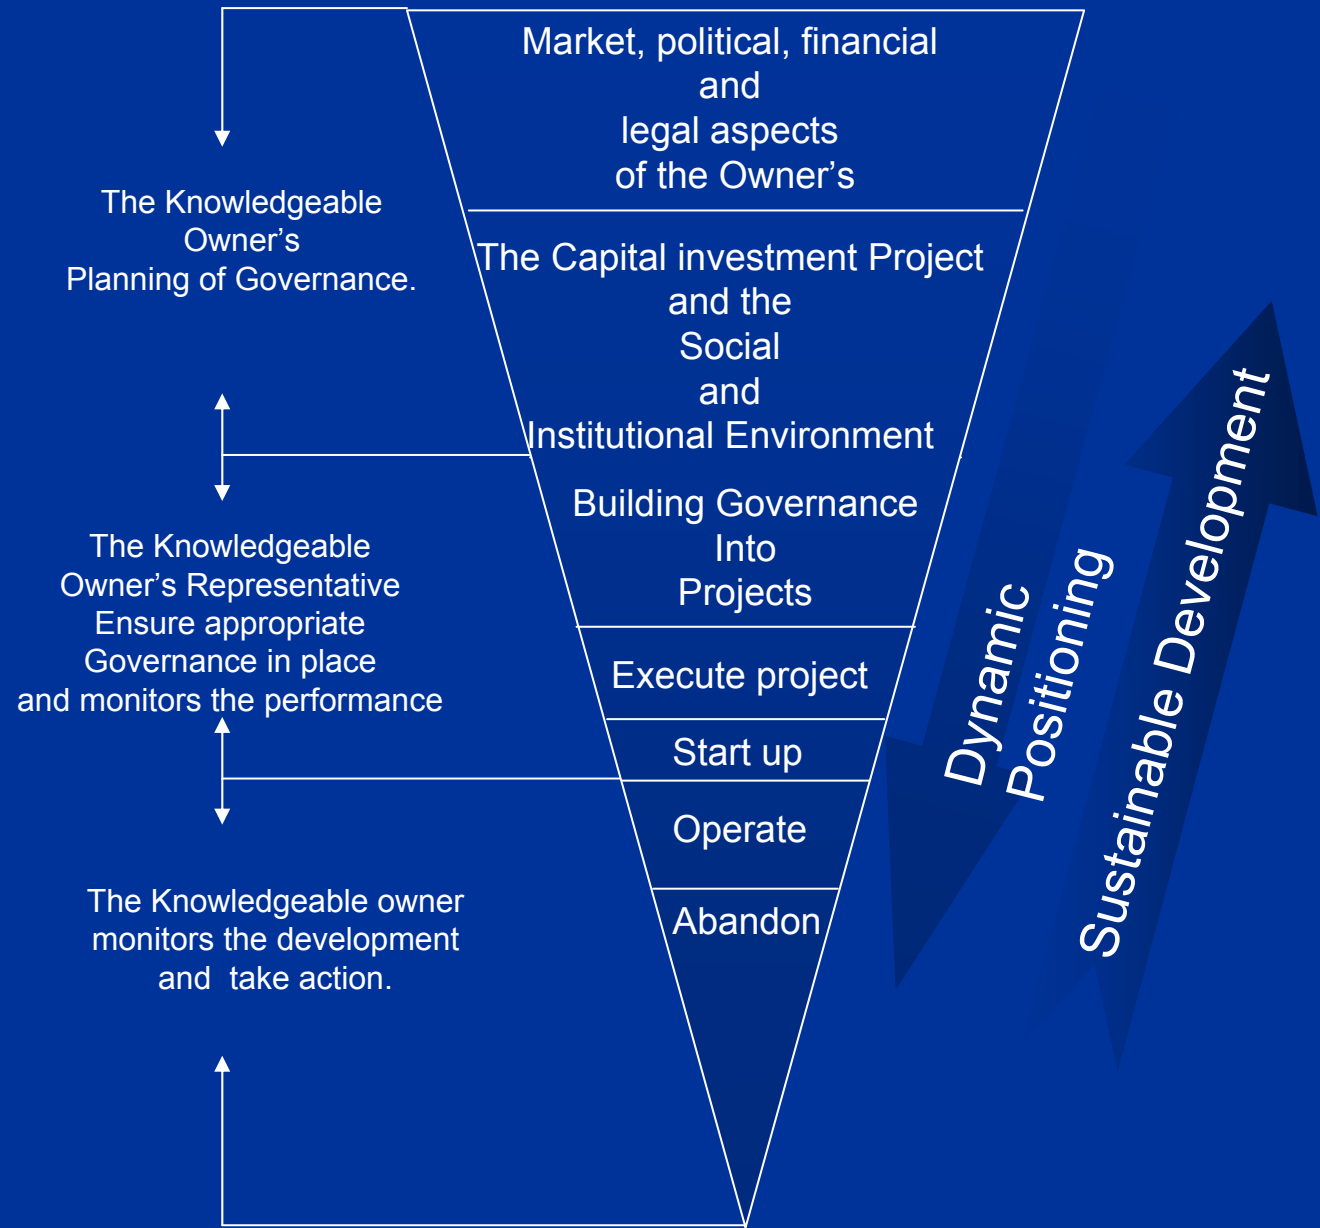 Market, political, financial
and
legal aspects
of the Owner’s
The Knowledgeable
Owner’s
Planning of Governance.
The Capital investment Project
and the
Social
and
Institutional Environment
Building Governance
Into
Projects
The Knowledgeable
Owner’s Representative
Ensure appropriate
Governance in place
and monitors the performance
Execute project
Start up
Operate
Abandon
The Knowledgeable owner
monitors the development
and  take action.
Dynamic
Positioning
Sustainable Development